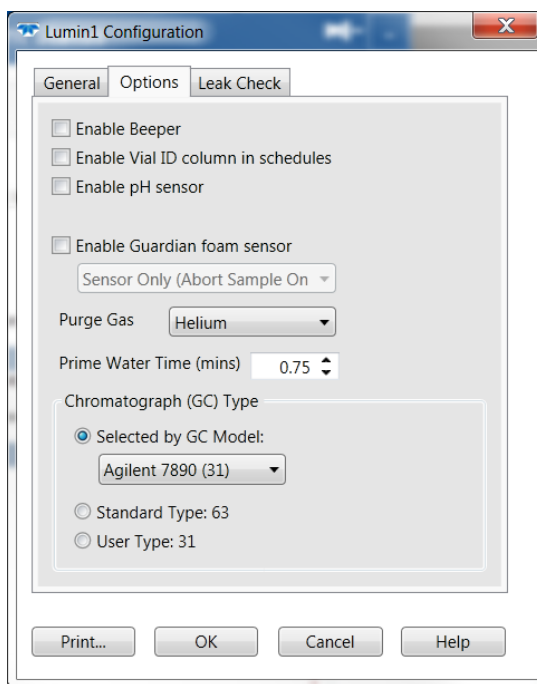 Lumin1 Configuration
General Options Leak Check
Enable Beeper
Enable Vial ID column in schedules
Enable pH sensor
Enable Guardian foam sensor
Sensor Only (Abort Sample On
Purge Gas Helium
Prime Water Time (mins) 0.75
Chromatograph (GC) Type
Selected by GC Model:
Agilent 7890 (31)
Standard Type: 63
User Type: 31
Print... OK Cancel Help